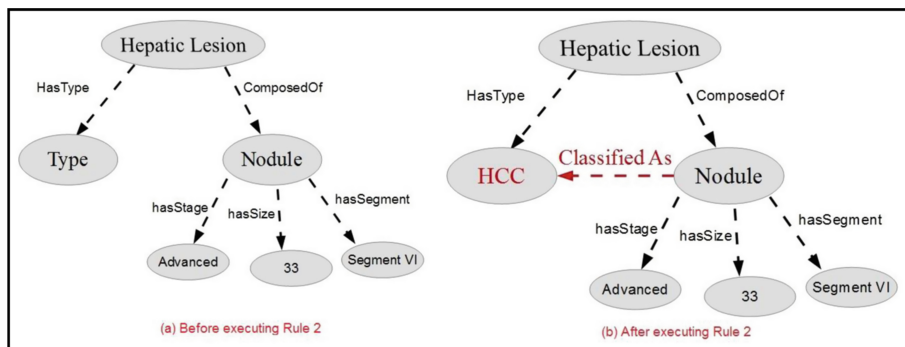 Hepatic Lesion
HasType
ComposedOf
Type
Nodule
hasStage
hasSize
hasSegment
Advanced
33
Segment VI
(a) Before executing Rule 2
Hepatic Lesion
HasType
ComposedOf
HCC
Classified As
Nodule
hasStage
hasSize
hasSegment
Advanced
33
Segment VI
(b) After executing Rule 2